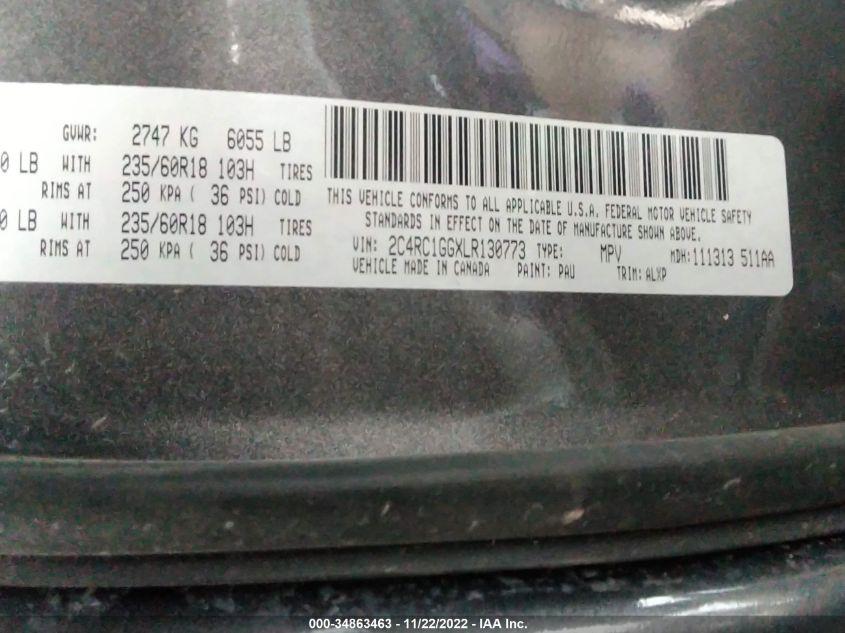 GVWR: 2747 KG 6055 LB
0 LB WITH 235/60R18 103H TIRES
RIMS AT 250 KPA ( 36 PSI) COLD
0 LB WITH 235/60R18 103H TIRES
RIMS AT 250 KPA ( 36 PSI) COLD
THIS VEHICLE CONFORMS TO ALL APPLICABLE U.S.A. FEDERAL MOTOR VEHICLE SAFETY
STANDARDS IN EFFECT ON THE DATE OF MANUFACTURE SHOWN ABOVE.
VIN: 2C4RC1GGXLR130773 TYPE: MPV MDH: 111313 511AA
VEHICLE MADE IN CANADA PAINT: PAU TRIM: ALXP
000-34863463 - 11/22/2022 - IAA Inc.